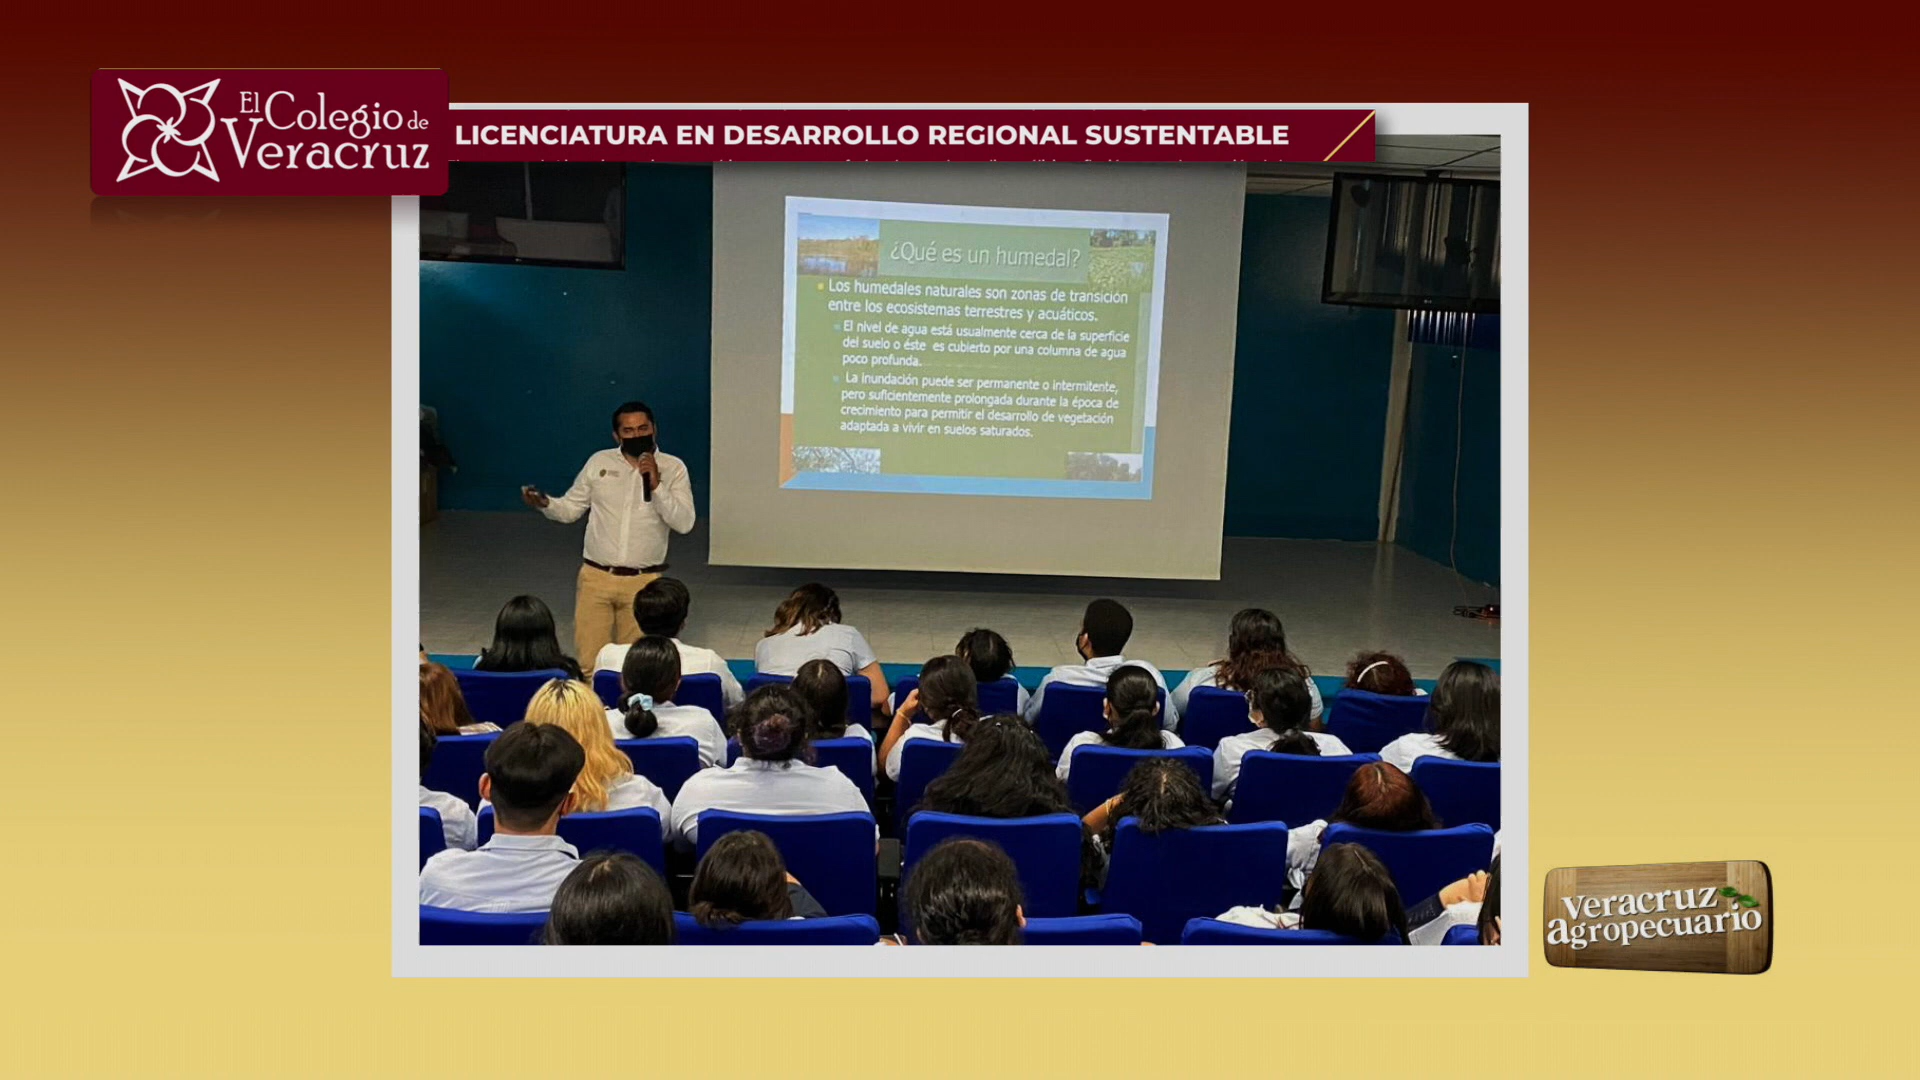 El Colegio de
Veracruz
LICENCIATURA EN DESARROLLO REGIONAL SUSTENTABLE
¿Qué es un humedal?
Los humedales naturales son zonas de transición
entre los ecosistemas terrestres y acuáticos.
El nivel de agua está usualmente cerca de la superficie
del suelo o éste es cubierto por una columna de agua
poco profunda.
La inundación puede ser permanente o intermitente,
pero suficientemente prolongada durante la época de
crecimiento para permitir el desarrollo de vegetación
adaptada a vivir en suelos saturados.
veracruz
agropecuario